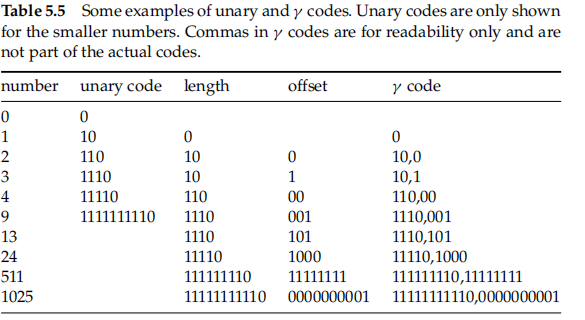 Table 5.5 Some examples of unary and γ codes. Unary codes are only shown
for the smaller numbers. Commas in γ codes are for readability only and are
not part of the actual codes.
number unary code length offset γ code
0 0
1 10 0 0
2 110 10 0 10,0
3 1110 10 1 10,1
4 11110 110 00 110,00
9 1111111110 1110 001 1110,001
13 1110 101 1110,101
24 11110 1000 11110,1000
511 111111110 11111111 111111110,11111111
1025 11111111110 0000000001 11111111110,0000000001